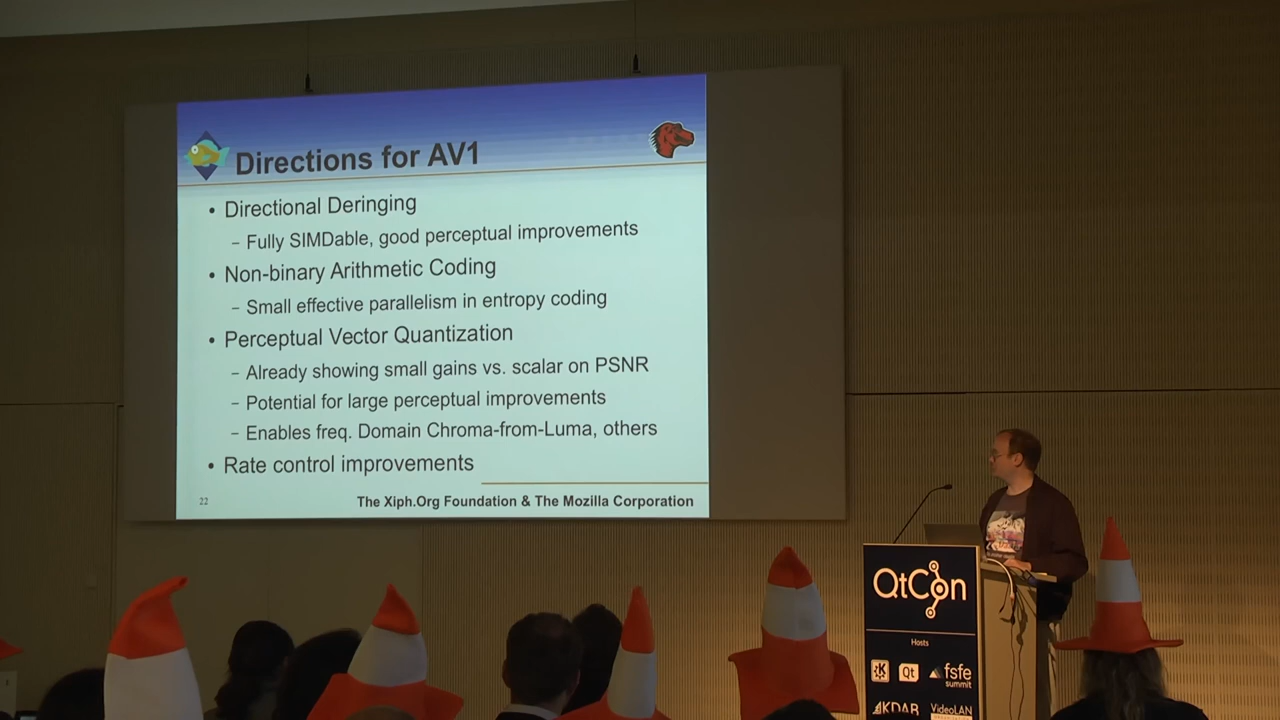 Directions for AV1
• Directional Deringing
– Fully SIMDable, good perceptual improvements
• Non-binary Arithmetic Coding
– Small effective parallelism in entropy coding
• Perceptual Vector Quantization
– Already showing small gains vs. scalar on PSNR
– Potential for large perceptual improvements
– Enables freq. Domain Chroma-from-Luma, others
• Rate control improvements
22
The Xiph.Org Foundation & The Mozilla Corporation
QtCon
Hosts
Qt
fsfe
summit
KDAB
VideoLAN